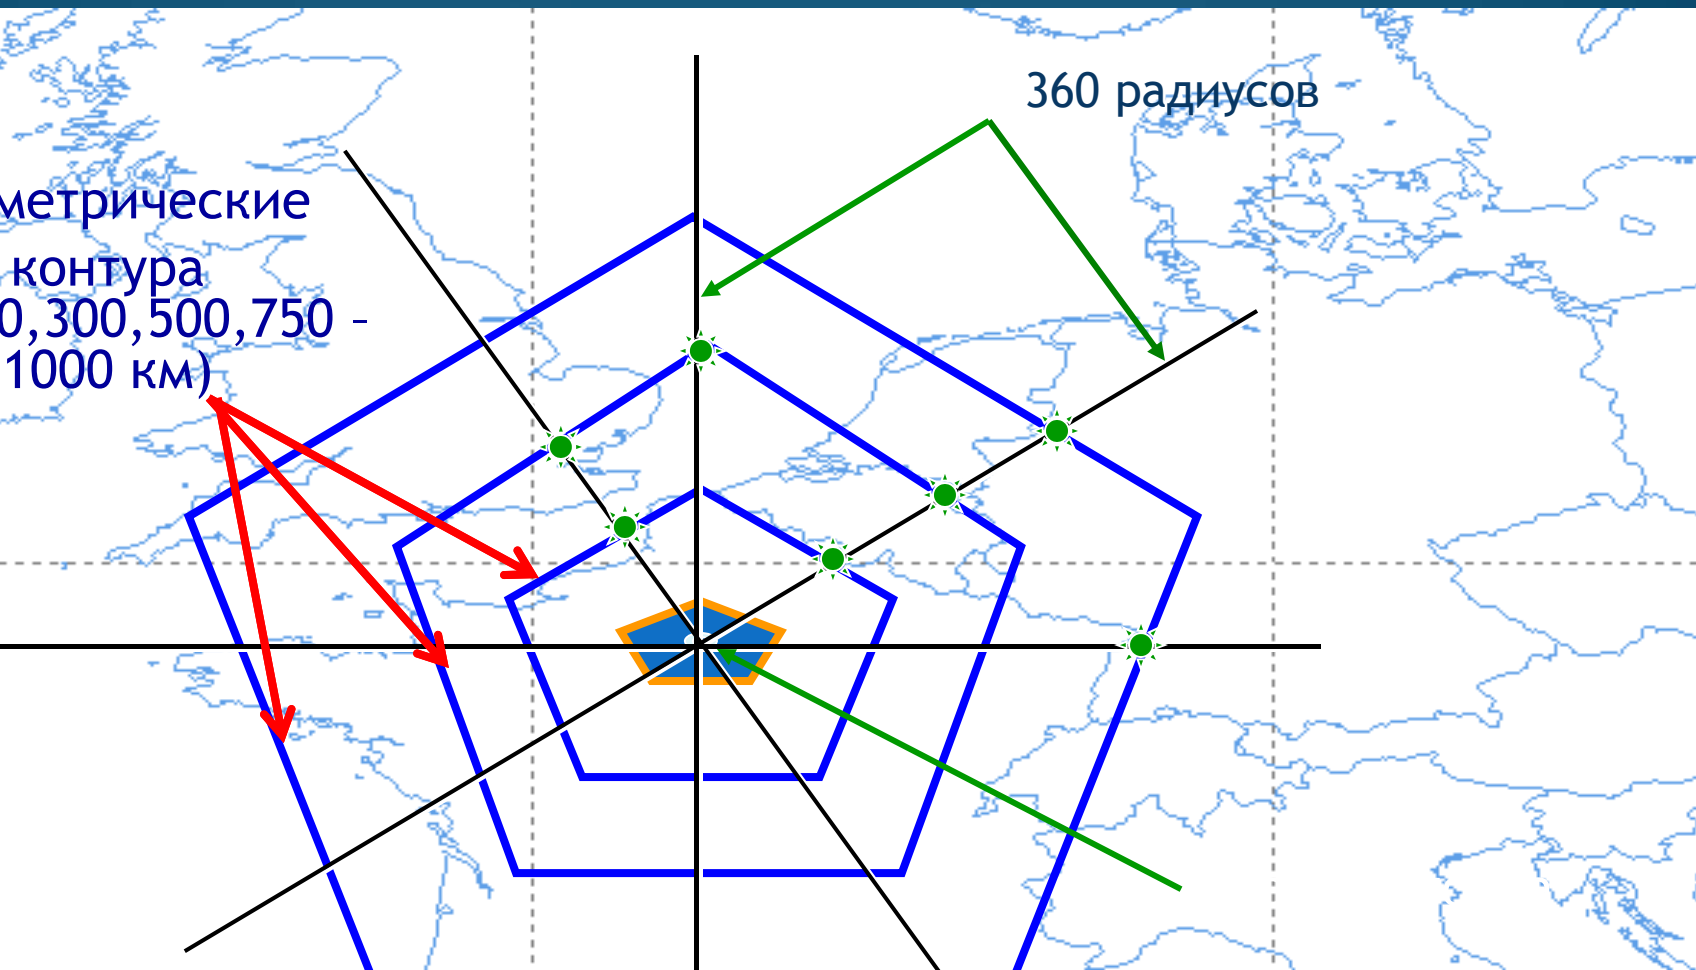 360 радиусов
метрические
контура
0,300,500,750 –
1000 км)